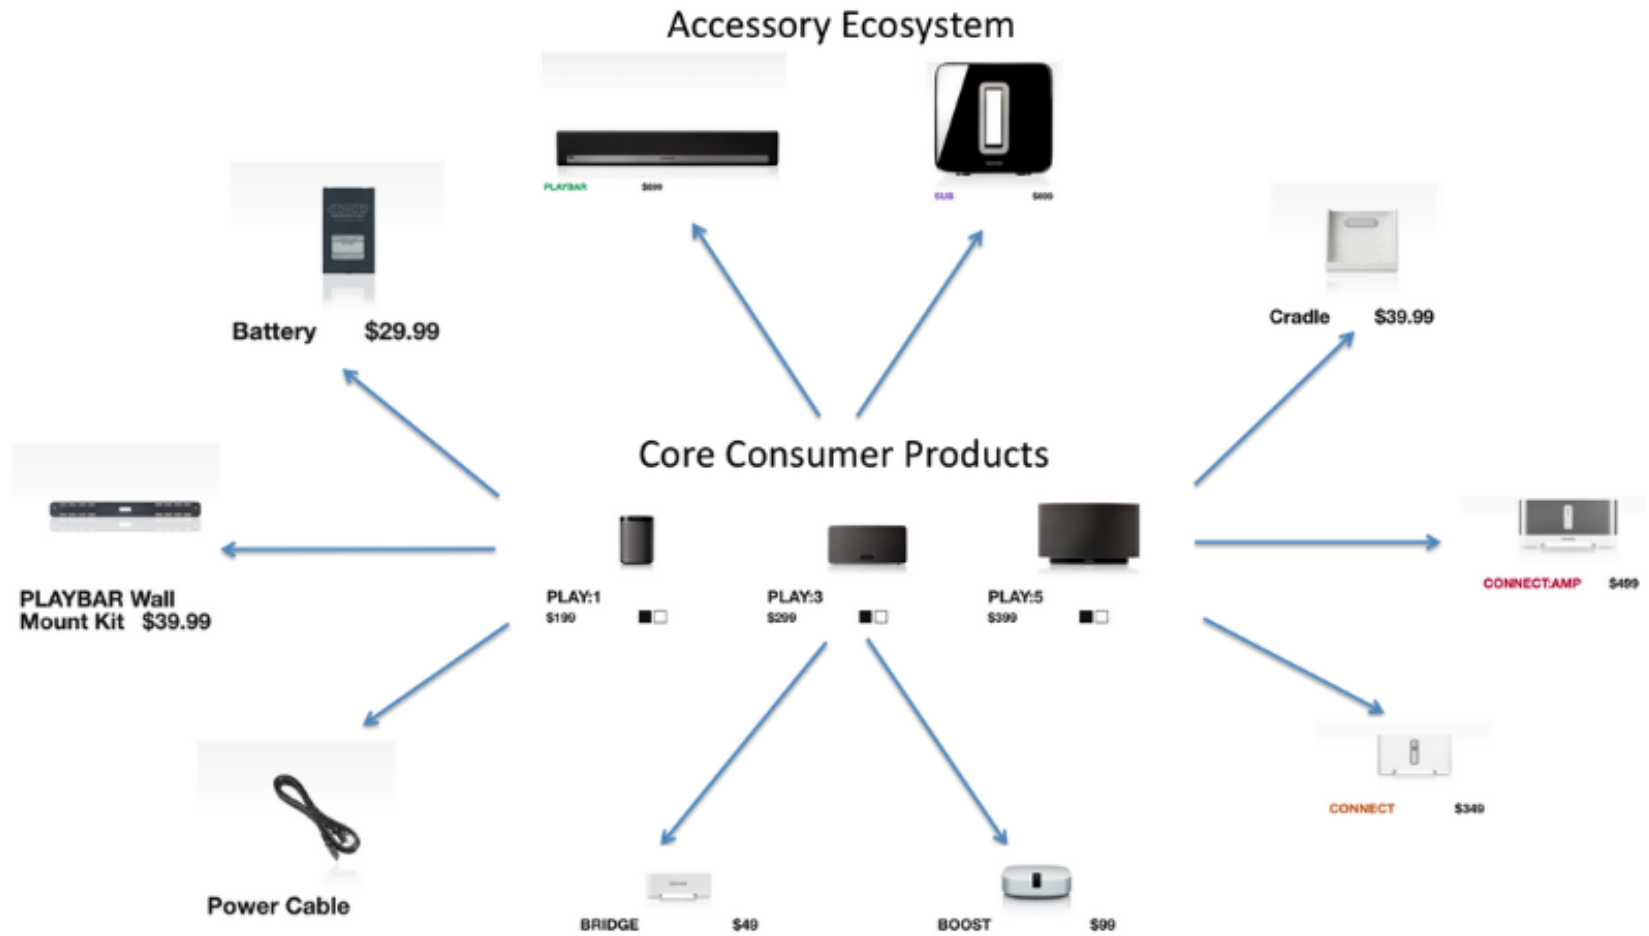 Accessory Ecosystem
PLAYBAR $699
SUB $699
Battery $29.99
Cradle $39.99
Core Consumer Products
PLAYBAR Wall
Mount Kit $39.99
PLAY:1
$199
PLAY:3
$299
PLAY:5
$399
CONNECT:AMP $499
CONNECT $349
Power Cable
BRIDGE $49
BOOST $99